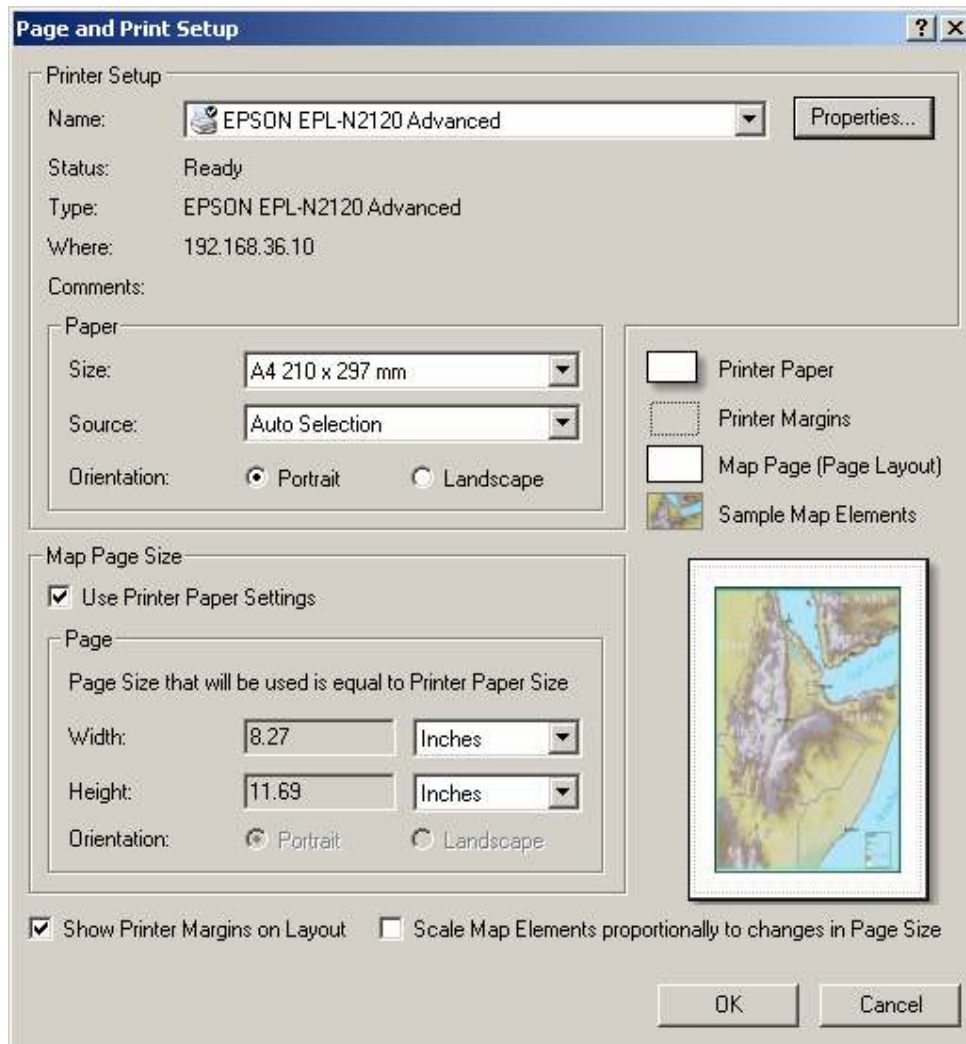 Page and Print Setup
Printer Setup
Name: EPSON EPL-N2120 Advanced Properties...
Status: Ready
Type: EPSON EPL-N2120 Advanced
Where: 192.168.36.10
Comments:
Paper
Size: A4 210 x 297 mm
Source: Auto Selection
Orientation: Portrait Landscape
Printer Paper
Printer Margins
Map Page (Page Layout)
Sample Map Elements
Map Page Size
Use Printer Paper Settings
Page
Page Size that will be used is equal to Printer Paper Size
Width: 8.27 Inches
Height: 11.69 Inches
Orientation: Portrait Landscape
Show Printer Margins on Layout Scale Map Elements proportionally to changes in Page Size
OK Cancel